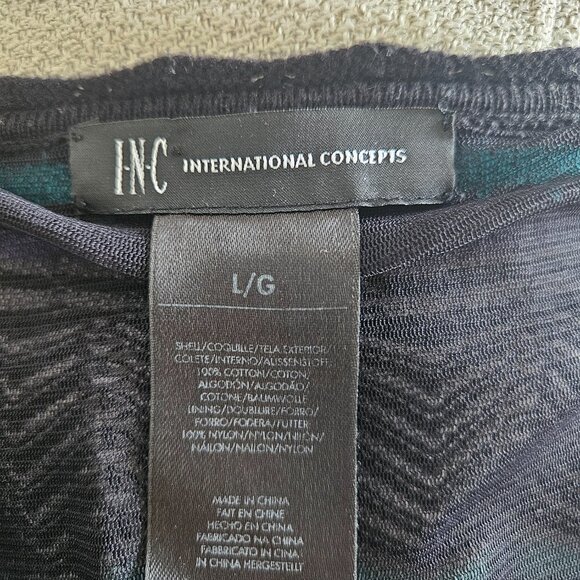 I·N·C INTERNATIONAL CONCEPTS
L/G
SHELL/COQUILLE/TELA EXTERIOR/
COLETE/INTERNO/AUSSENSTOFF:
100% COTTON/COTON/
ALGODÓN/ALGODÃO/
COTONE/BAUMWOLLE
LINING/DOUBLURE/FORRO/
FORRO/FODERA/FUTTER
100% NYLON/NYLON/NILÓN/
NÁILON/NAILON/NYLON
MADE IN CHINA
FAIT EN CHINE
HECHO EN CHINA
FABRICADO NA CHINA
FABBRICATO IN CINA
IN CHINA HERGESTELLT